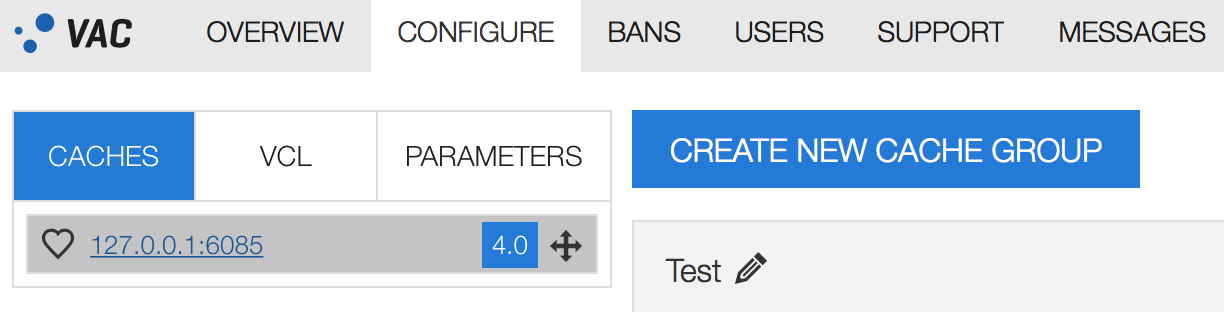 VAC OVERVIEW CONFIGURE BANS USERS SUPPORT MESSAGES
CACHES VCL PARAMETERS
127.0.0.1:6085 4.0
CREATE NEW CACHE GROUP
Test